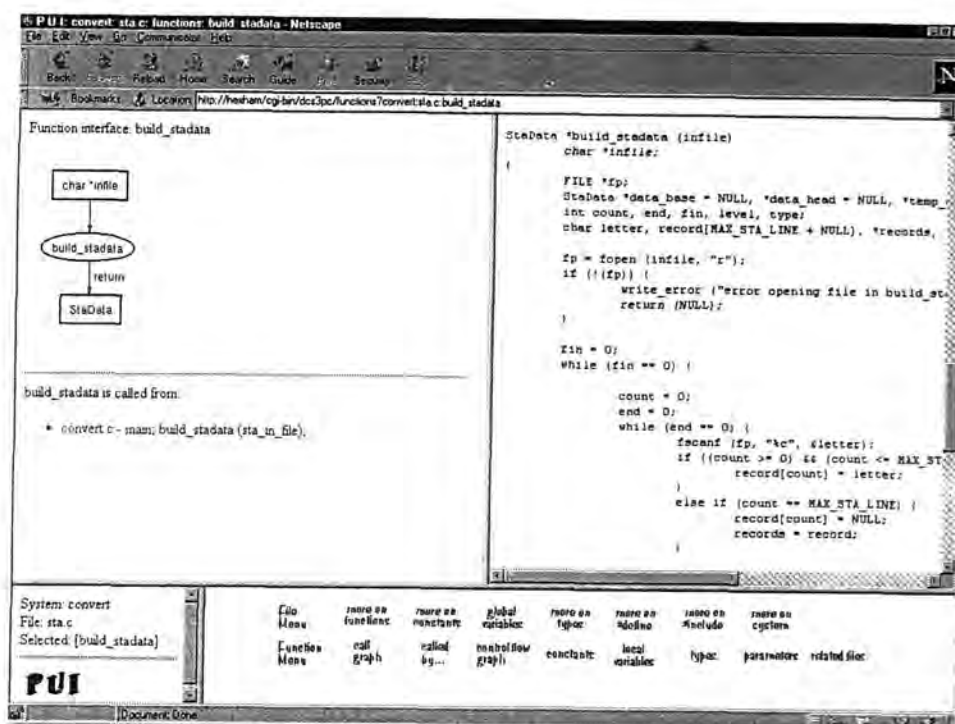 P U I: convert: sta.c: functions: build_stadata - Netscape
File Edit View Go Communicator Help
Back Reload Home Search Guide Security
Bookmarks Location: http://hexham/cgi-bin/dcs3pc/functions?convert:sta.c:build_stadata
Function interface: build_stadata
char *infile
build_stadata
return
StaData
build_stadata is called from:
• convert.c - main; build_stadata (sta_in_file);
StaData *build_stadata (infile)
char *infile;
{
FILE *fp;
StaData *data_base = NULL, *data_head = NULL, *temp_
int count, end, fin, level, type;
char letter, record[MAX_STA_LINE + NULL], *records,
fp = fopen (infile, "r");
if (!(fp)) {
write_error ("error opening file in build_sta
return (NULL);
}
fin = 0;
while (fin == 0) {
count = 0;
end = 0;
while (end == 0) {
fscanf (fp, "%c", &letter);
if ((count >= 0) && (count <= MAX_ST
record[count] = letter;
}
else if (count == MAX_STA_LINE) {
record[count] = NULL;
records = record;
}
System: convert
File: sta.c
Selected: [build_stadata]
PUI
File Menu
more on functions
more on constants
global variables
more on types
more on #define
more on #include
more on system
Function Menu
call graph
called by...
control flow graph
constants
local variables
types
parameters
related files
Document: Done